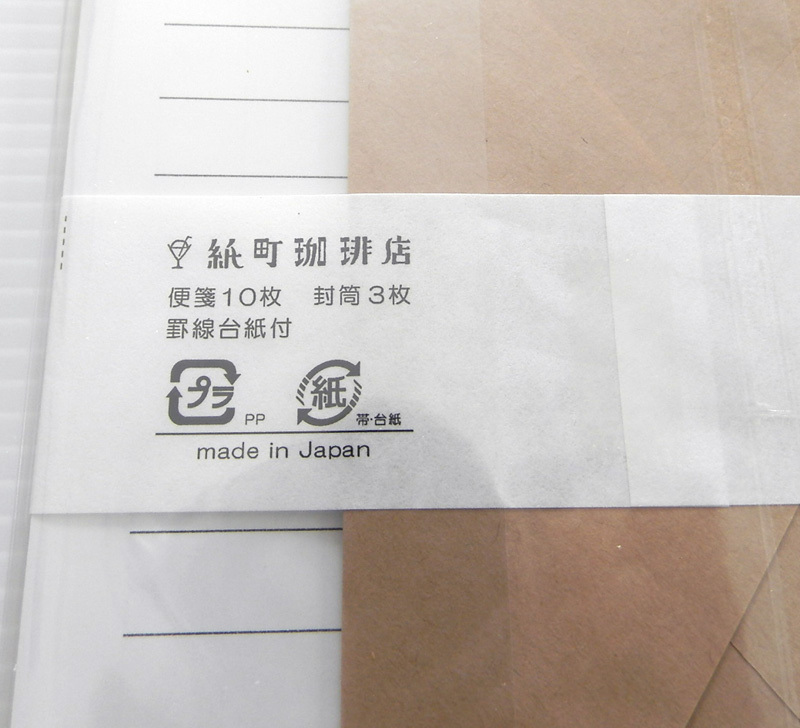 紙町珈琲店
便箋10枚　封筒3枚
罫線台紙付
プラ PP 紙 帯・台紙
made in Japan